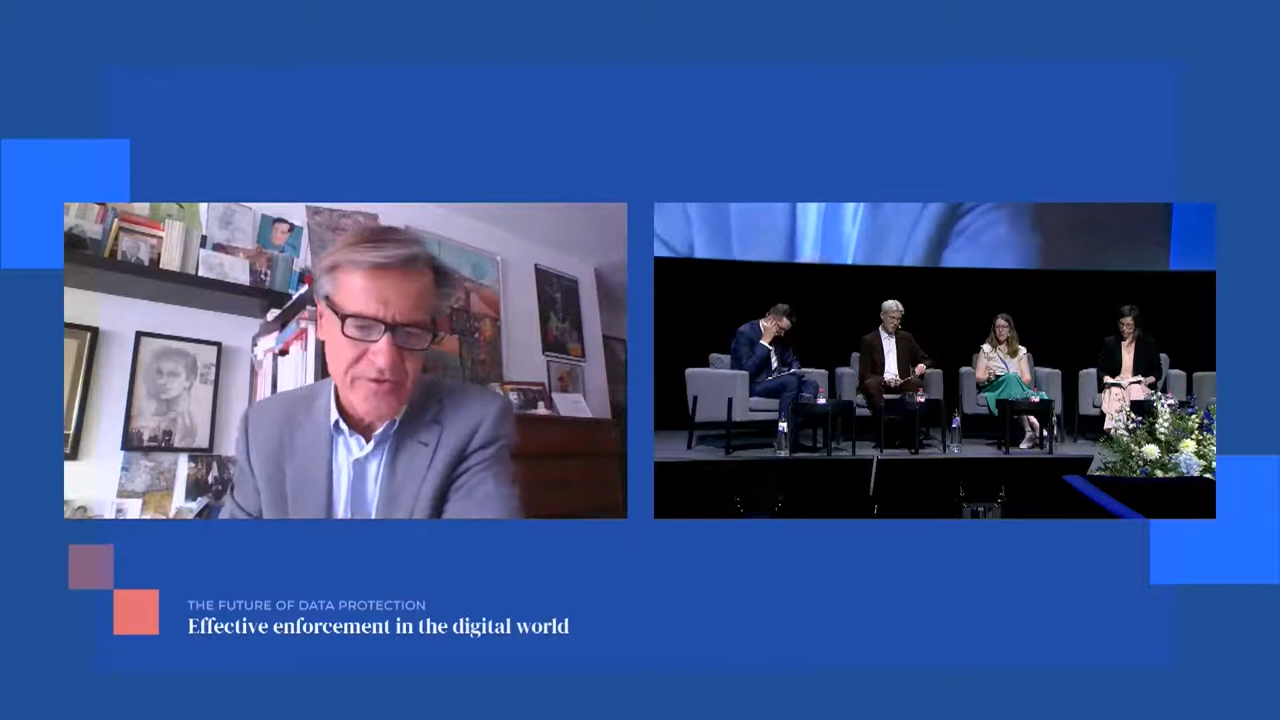 THE FUTURE OF DATA PROTECTION
Effective enforcement in the digital world